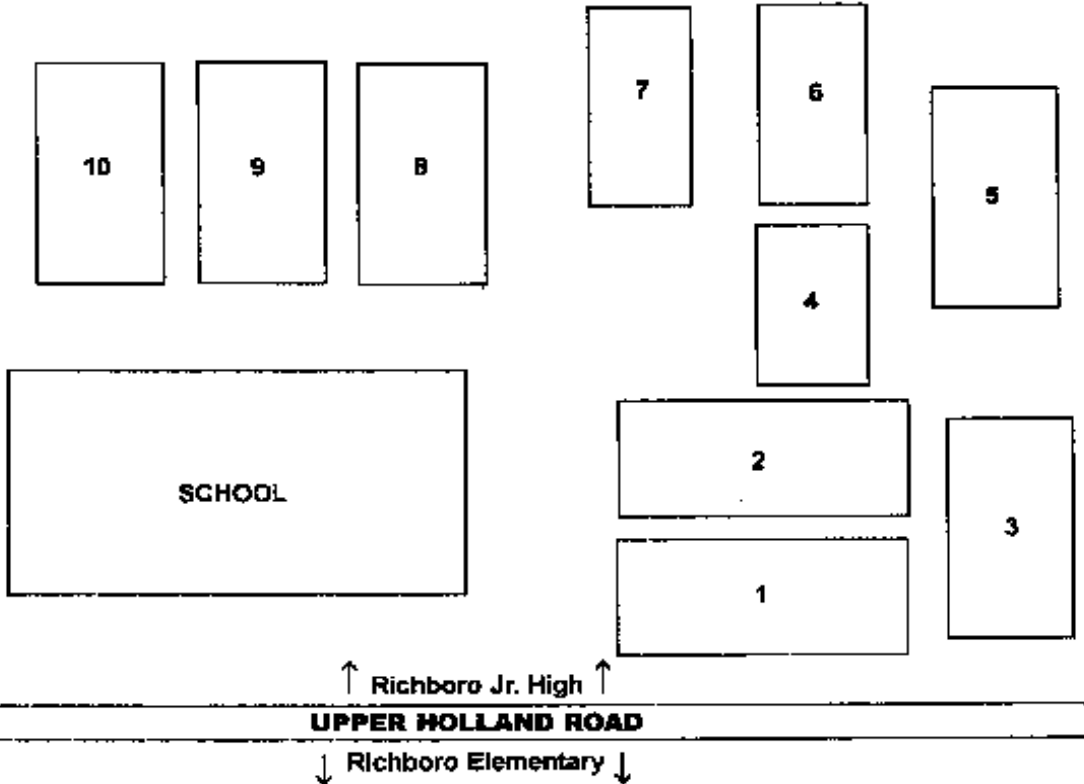 7
6
10
9
8
5
4
2
SCHOOL
3
1
↑ Richboro Jr. High ↑
UPPER HOLLAND ROAD
↓ Richboro Elementary ↓